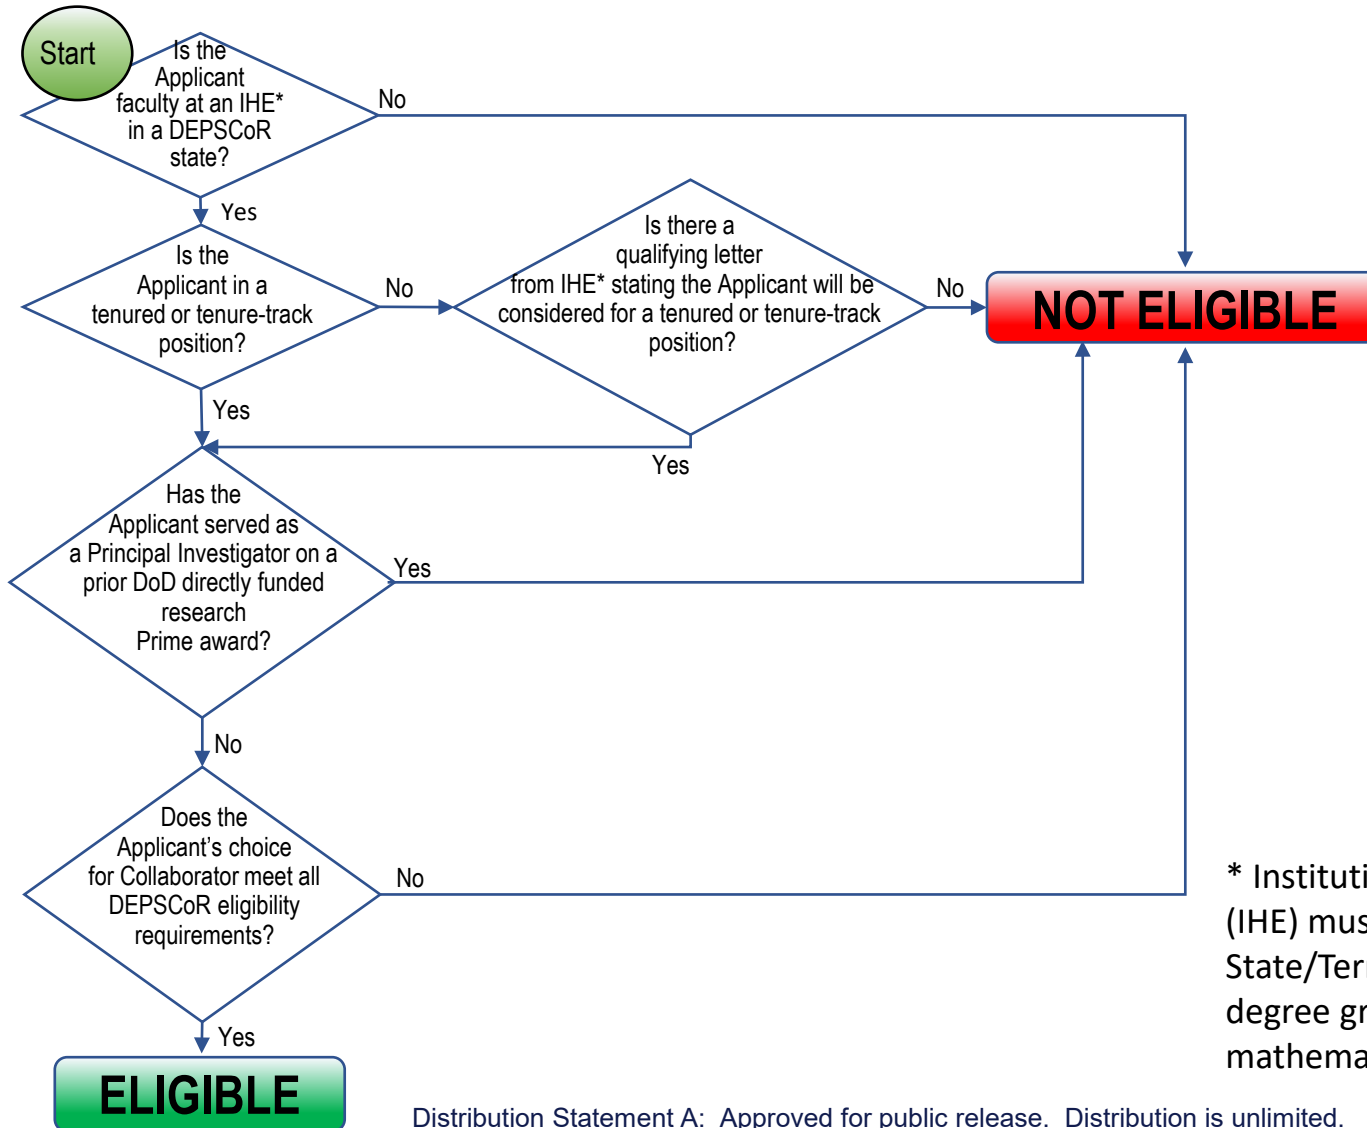 Start
Is the
Applicant
faculty at an IHE*
in a DEPSCoR
state?
No
Yes
Is the
Applicant in a
tenured or tenure-track
position?
No
Is there a
qualifying letter
from IHE* stating the Applicant will be
considered for a tenured or tenure-track
position?
No
NOT ELIGIBLE
Yes
Yes
Has the
Applicant served as
a Principal Investigator on a
prior DoD directly funded
research
Prime award?
Yes
No
Does the
Applicant’s choice
for Collaborator meet all
DEPSCoR eligibility
requirements?
No
Yes
ELIGIBLE
*
(IHE)
degree
Distribution Statement A: Approved for public release. Distribution is unlimited.